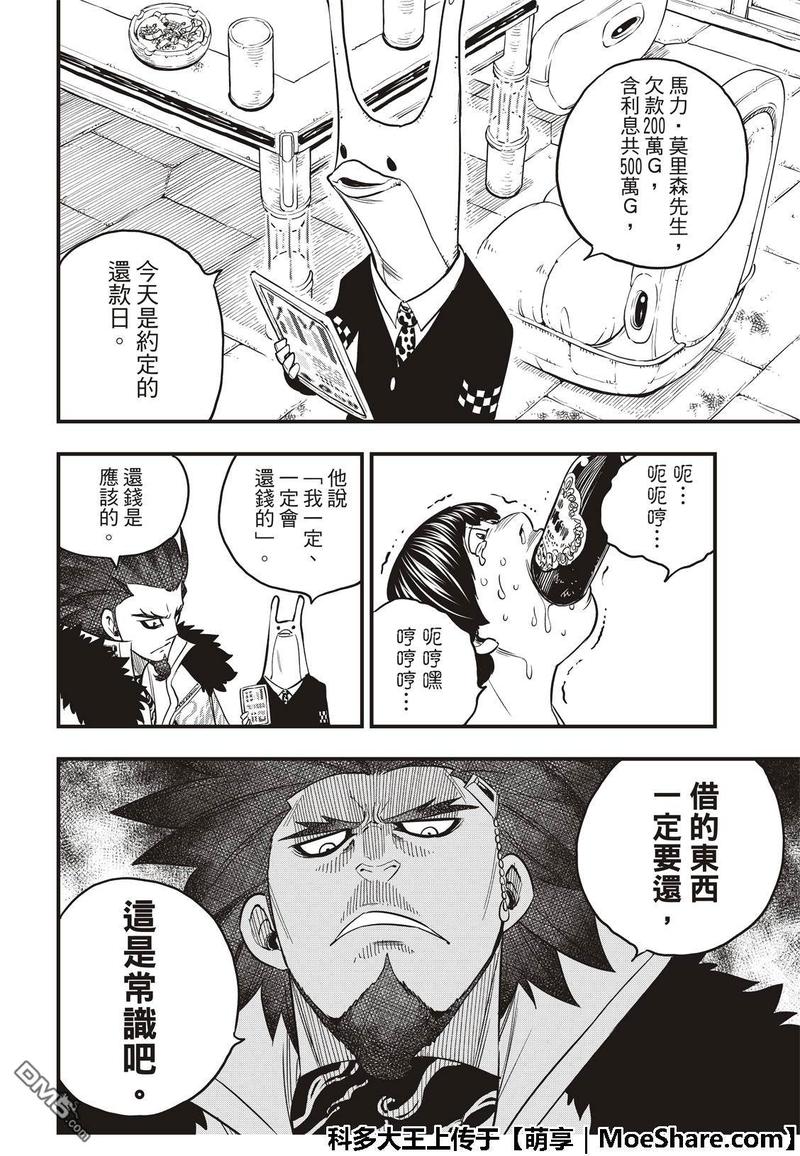 馬力·莫里森先生，
欠款200萬G，
含利息共500萬G，
今天是約定的
還款日。
呃…
呃呃哼…
呃哼嘿
哼哼哼…
他說
「我一定、
一定會
還錢的」。
還錢是
應該的。
借的東西
一定要還，
這是常識吧。
DM5.com
科多大王上传于【萌享】|MoeShare.com